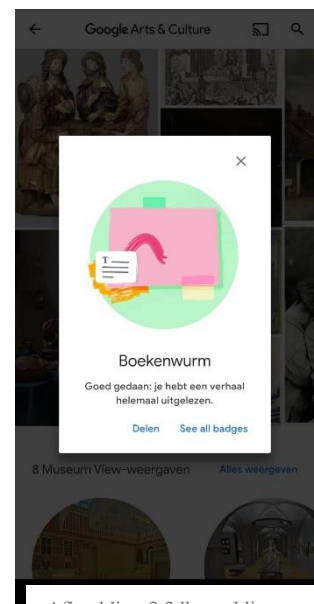 Google Arts & Culture
T
Boekenwurm
Goed gedaan: je hebt een verhaal
helemaal uitgelezen.
Delen See all badges
8 Museum View-weergaven Alles weergeven